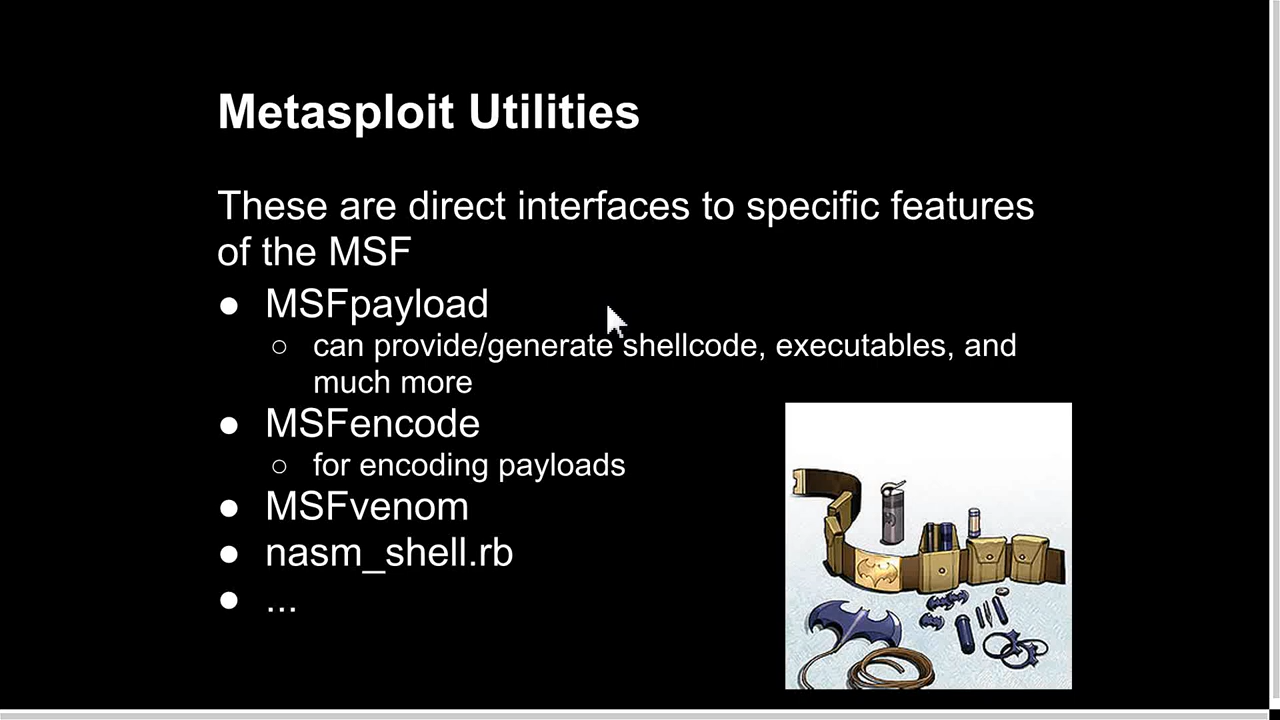 Metasploit Utilities
These are direct interfaces to specific features
of the MSF
● MSFpayload
○ can provide/generate shellcode, executables, and
much more
● MSFencode
○ for encoding payloads
● MSFvenom
● nasm_shell.rb
● ...